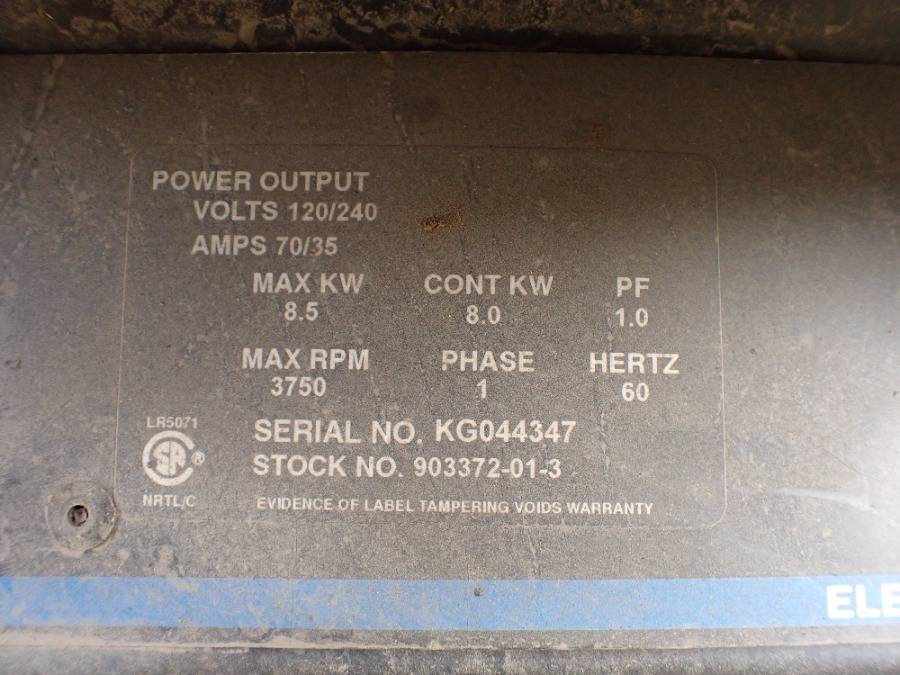 POWER OUTPUT
VOLTS 120/240
AMPS 70/35
MAX KW CONT KW PF
8.5 8.0 1.0
MAX RPM PHASE HERTZ
3750 1 60
LR5071
SERIAL NO. KG044347
STOCK NO. 903372-01-3
NRTL/C
EVIDENCE OF LABEL TAMPERING VOIDS WARRANTY
ELE